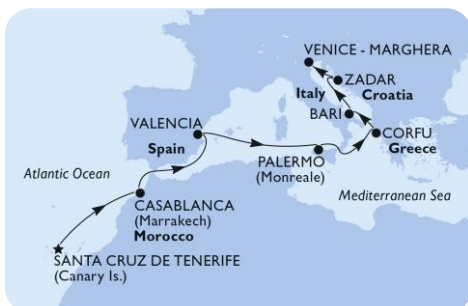 VENICE - MARGHERA
ZADAR
Italy
Croatia
BARI
VALENCIA
CORFU
Spain
Greece
PALERMO
(Monreale)
Atlantic Ocean
Mediterranean Sea
CASABLANCA
(Marrakech)
Morocco
SANTA CRUZ DE TENERIFE
(Canary Is.)